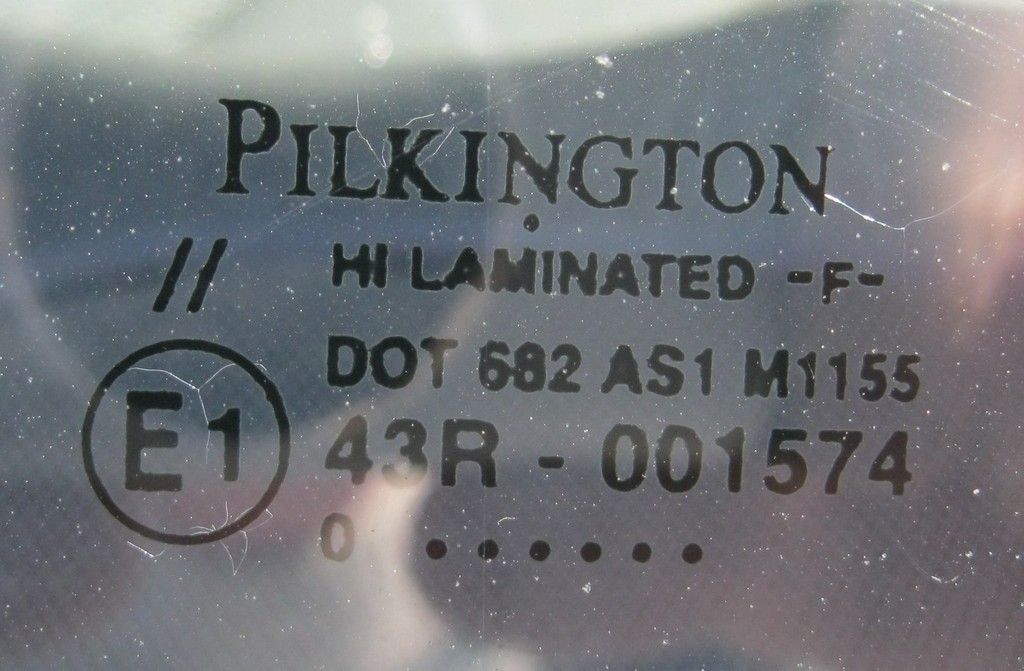 PILKINGTON
// HI LAMINATED -F-
DOT 682 AS1 M1155
E1 43R - 001574
0 ......